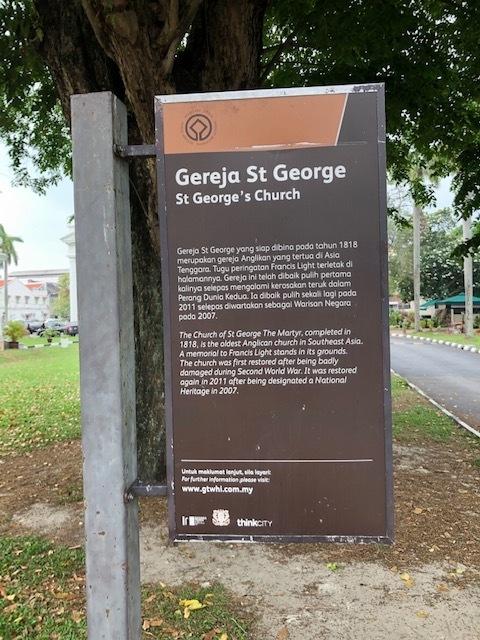 Gereja St George
St George's Church
Gereja St George yang siap dibina pada tahun 1818
merupakan gereja Anglikan yang tertua di Asia
Tenggara. Tugu peringatan Francis Light terletak di
halamannya. Gereja ini telah dibaik pulih pertama
kalinya selepas mengalami kerosakan teruk dalam
Perang Dunia Kedua. Ia dibaik pulih sekali lagi pada
2011 selepas diwartakan sebagai Warisan Negara
pada 2007.
The Church of St George The Martyr, completed in
1818, is the oldest Anglican church in Southeast Asia.
A memorial to Francis Light stands in its grounds.
The church was first restored after being badly
damaged during Second World War. It was restored
again in 2011 after being designated a National
Heritage in 2007.
Untuk maklumat lanjut, sila layari:
For further information please visit:
www.gtwhi.com.my
thinkCITY